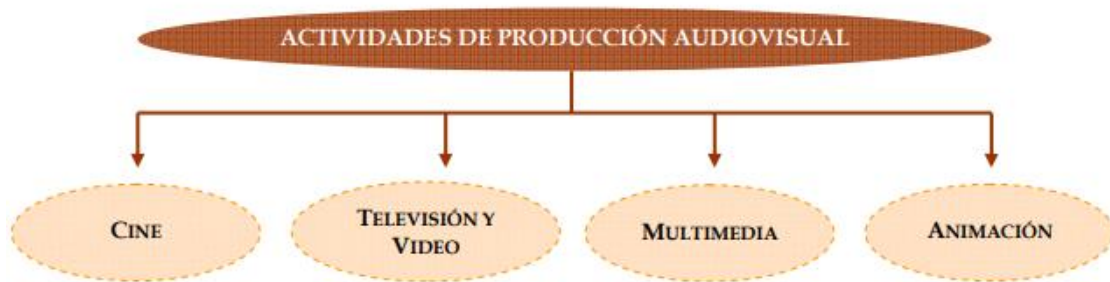 ACTIVIDADES DE PRODUCCIÓN AUDIOVISUAL
CINE
TELEVISIÓN Y
VIDEO
MULTIMEDIA
ANIMACIÓN